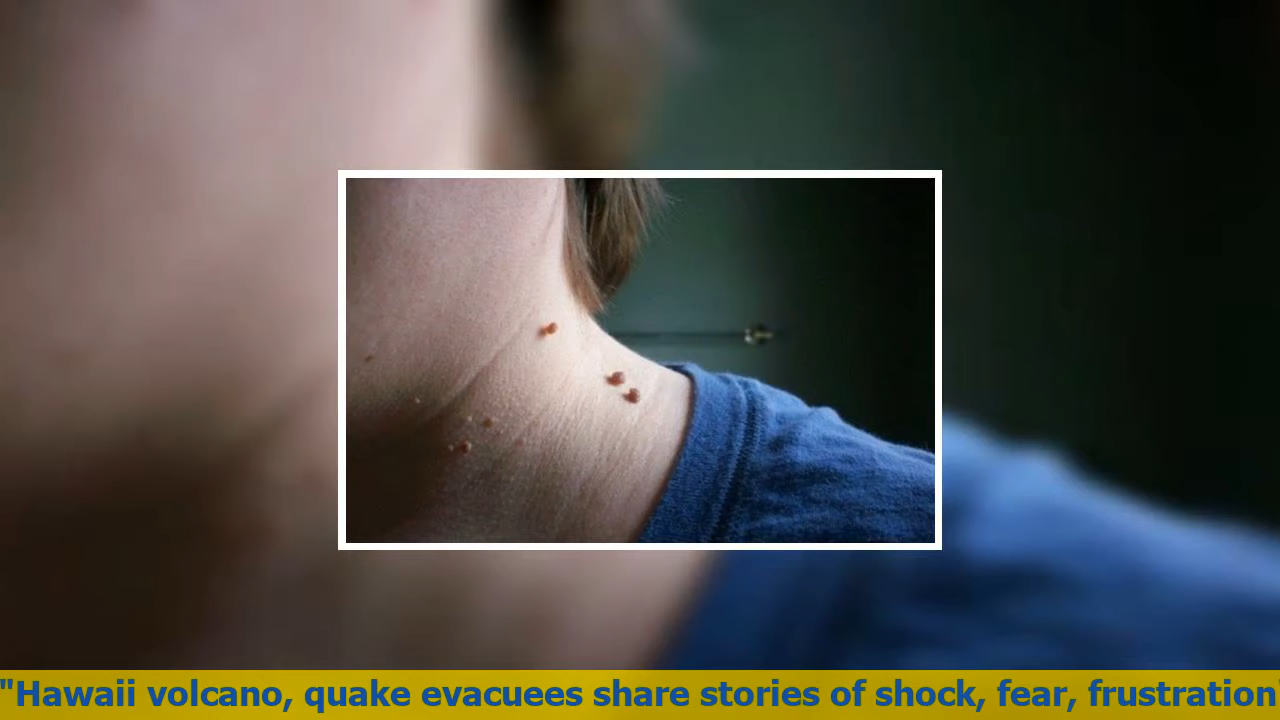 "Hawaii volcano, quake evacuees share stories of shock, fear, frustration"